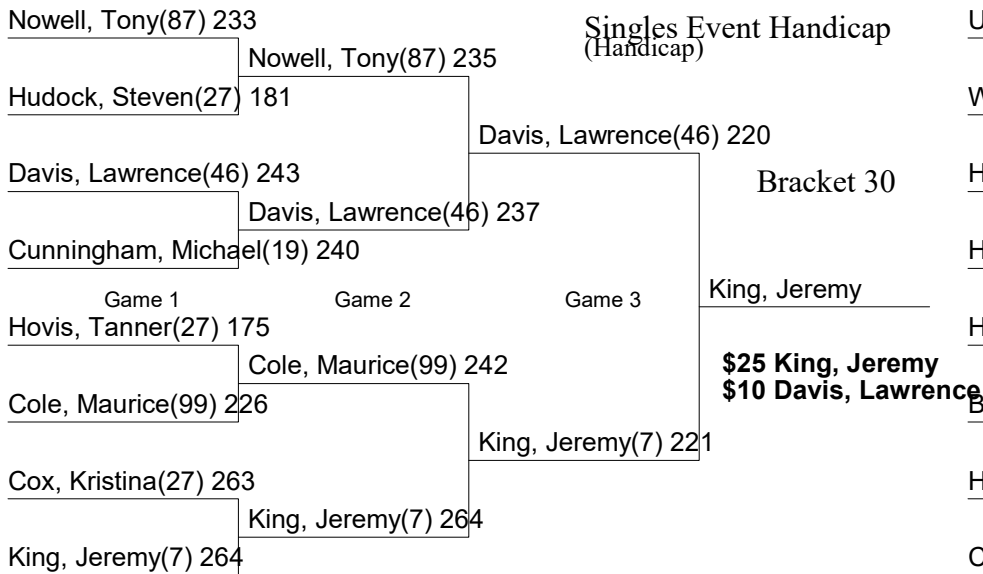 Nowell, Tony(87) 233
Singles Event Handicap
(Handicap)
Nowell, Tony(87) 235
Hudock, Steven(27) 181
Davis, Lawrence(46) 220
Davis, Lawrence(46) 243
Bracket 30
Davis, Lawrence(46) 237
Cunningham, Michael(19) 240
Game 1 Game 2 Game 3
King, Jeremy
Hovis, Tanner(27) 175
Cole, Maurice(99) 242
$25 King, Jeremy
$10 Davis, Lawrence
Cole, Maurice(99) 226
King, Jeremy(7) 221
Cox, Kristina(27) 263
King, Jeremy(7) 264
King, Jeremy(7) 264